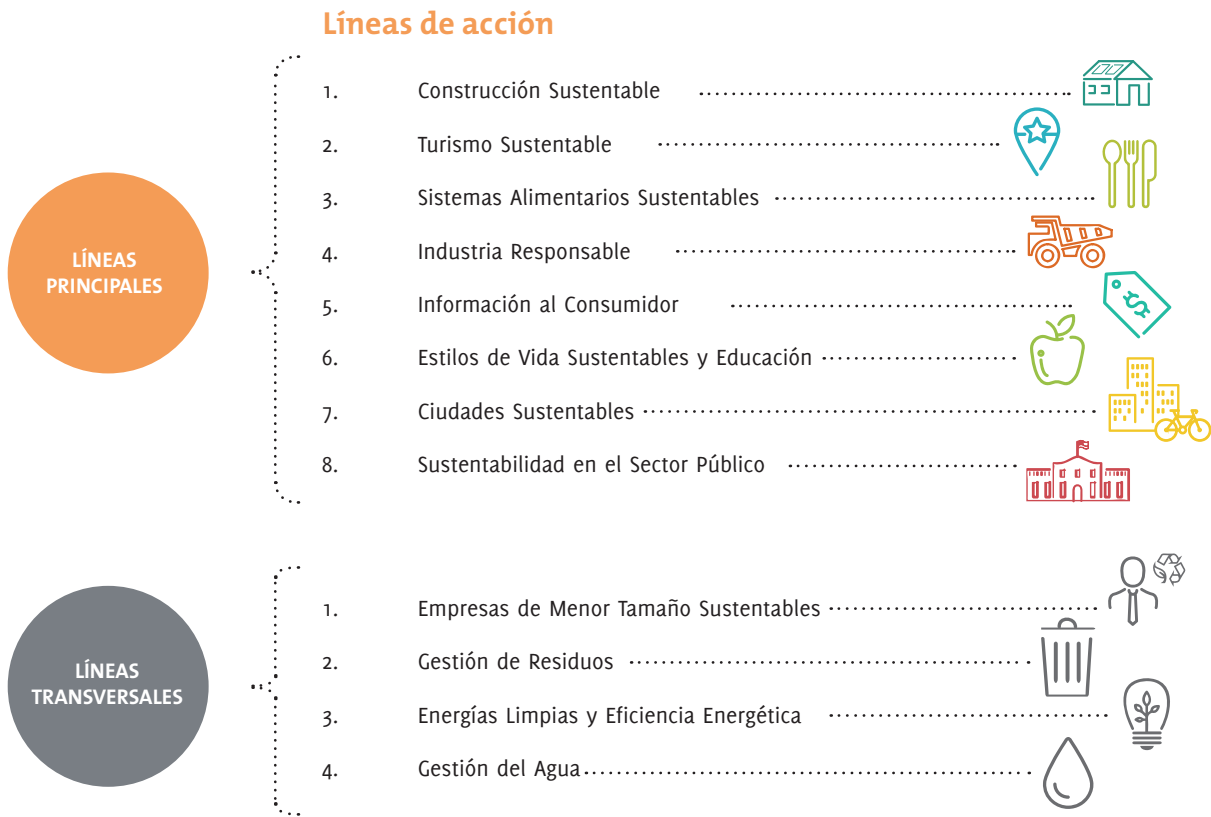 Líneas de acción
LÍNEAS
PRINCIPALES
1. Construcción Sustentable
2. Turismo Sustentable
3. Sistemas Alimentarios Sustentables
4. Industria Responsable
5. Información al Consumidor
$
6. Estilos de Vida Sustentables y Educación
7. Ciudades Sustentables
8. Sustentabilidad en el Sector Público
LÍNEAS
TRANSVERSALES
1. Empresas de Menor Tamaño Sustentables
2. Gestión de Residuos
3. Energías Limpias y Eficiencia Energética
4. Gestión del Agua